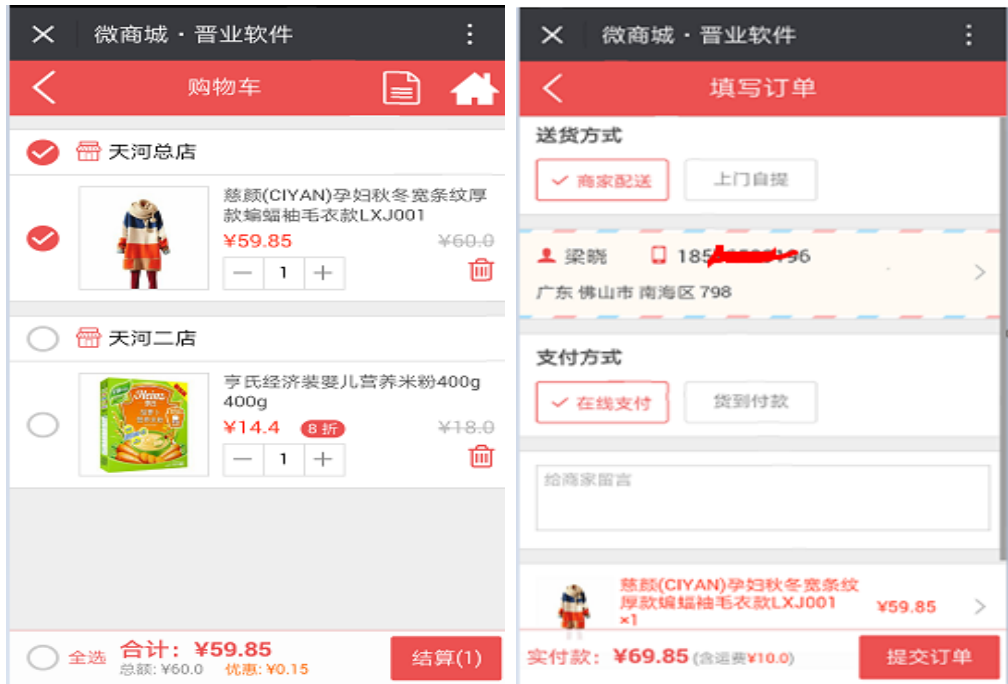 微商城·晋业软件
购物车
天河总店
慈颜(CIYAN)孕妇秋冬宽条纹厚
款蝙蝠袖毛衣款LXJ001
¥59.85 ¥60.0
1
天河二店
Heinz
亨氏经济装婴儿营养米粉400g
400g
¥14.4 8折 ¥18.0
1
全选 合计：¥59.85
总额: ¥60.0 优惠: ¥0.15
结算(1)
微商城·晋业软件
填写订单
送货方式
商家配送 上门自提
梁晓
广东 佛山市 南海区 798
支付方式
在线支付 货到付款
给商家留言
慈颜(CIYAN)孕妇秋冬宽条纹
厚款蝙蝠袖毛衣款LXJ001
×1
¥59.85
实付款：¥69.85 (含运费¥10.0)
提交订单